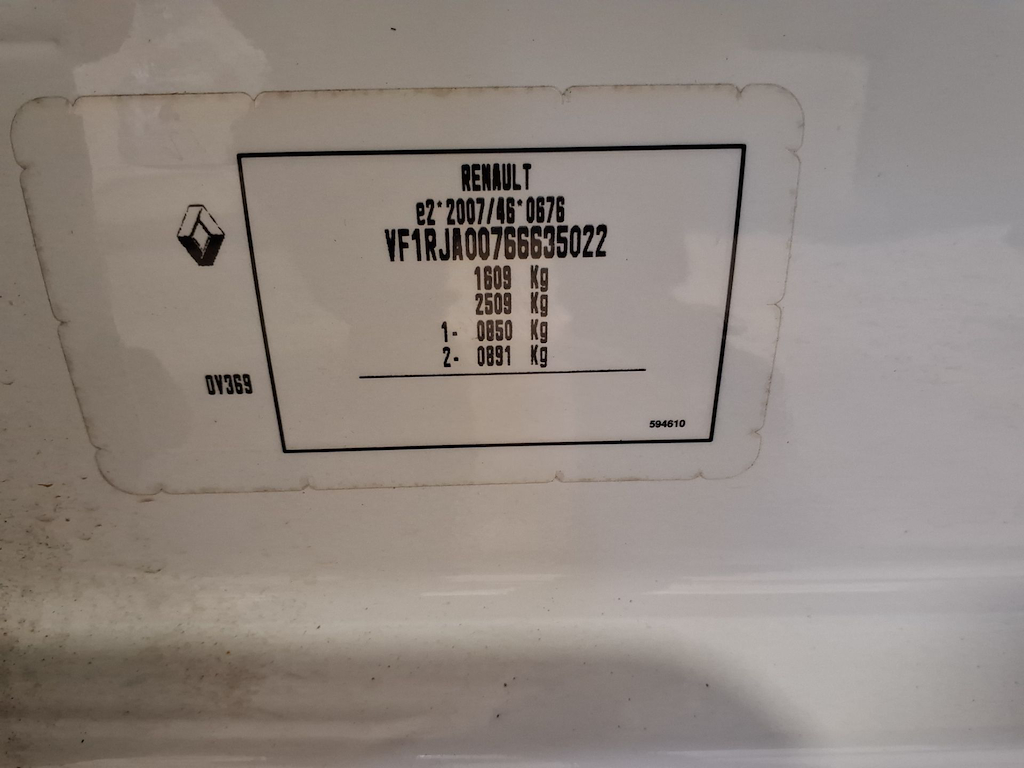 RENAULT
e2*2007/46*0676
VF1RJA00766635022
1609 Kg
2509 Kg
1- 0850 Kg
2- 0891 Kg
DV369
594610